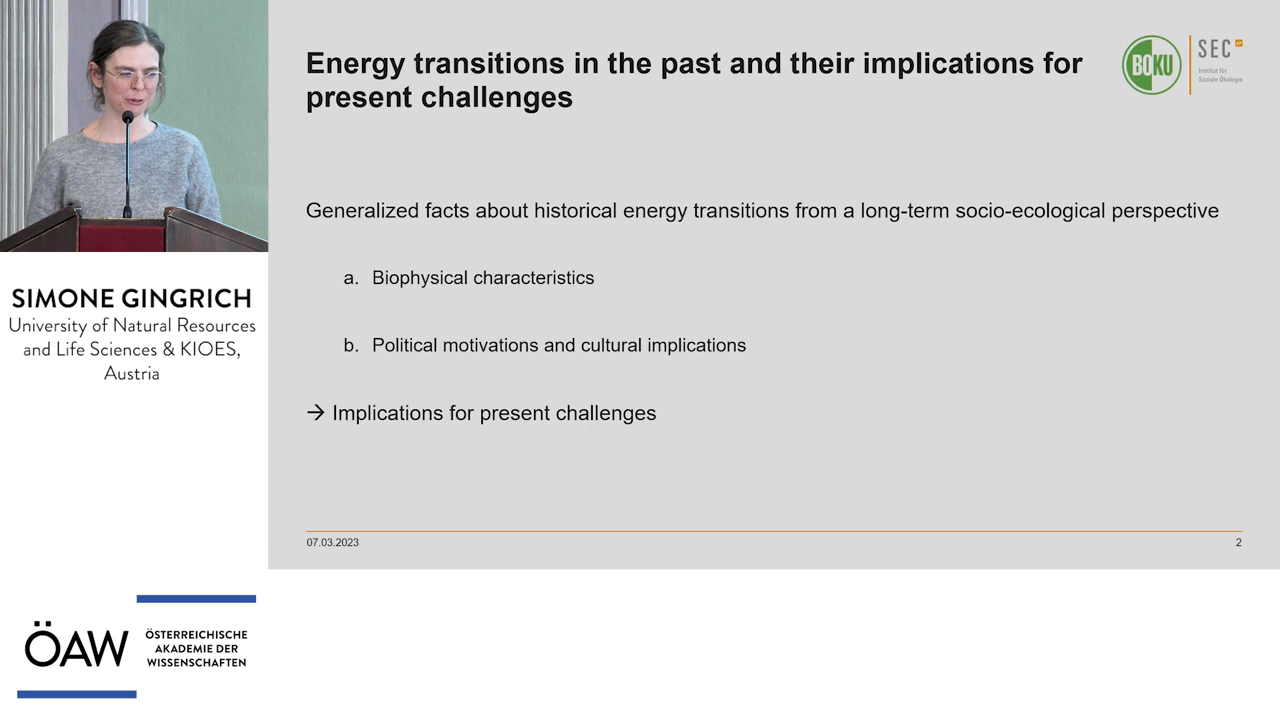 Energy transitions in the past and their implications for
present challenges
BOKU
SEC
Institut für
Soziale Ökologie
Generalized facts about historical energy transitions from a long-term socio-ecological perspective
a. Biophysical characteristics
b. Political motivations and cultural implications
→ Implications for present challenges
07.03.2023
2
SIMONE GINGRICH
University of Natural Resources
and Life Sciences & KIOES,
Austria
ÖAW
ÖSTERREICHISCHE
AKADEMIE DER
WISSENSCHAFTEN